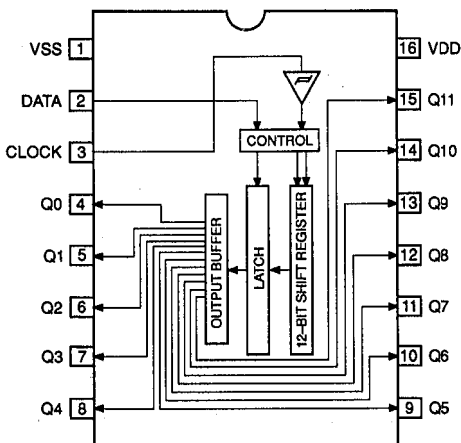 VSS 1
16 VDD
DATA 2
15 Q11
CLOCK 3
CONTROL
14 Q10
Q0 4
13 Q9
OUTPUT BUFFER
LATCH
12-BIT SHIFT REGISTER
Q1 5
12 Q8
Q2 6
11 Q7
Q3 7
10 Q6
Q4 8
9 Q5